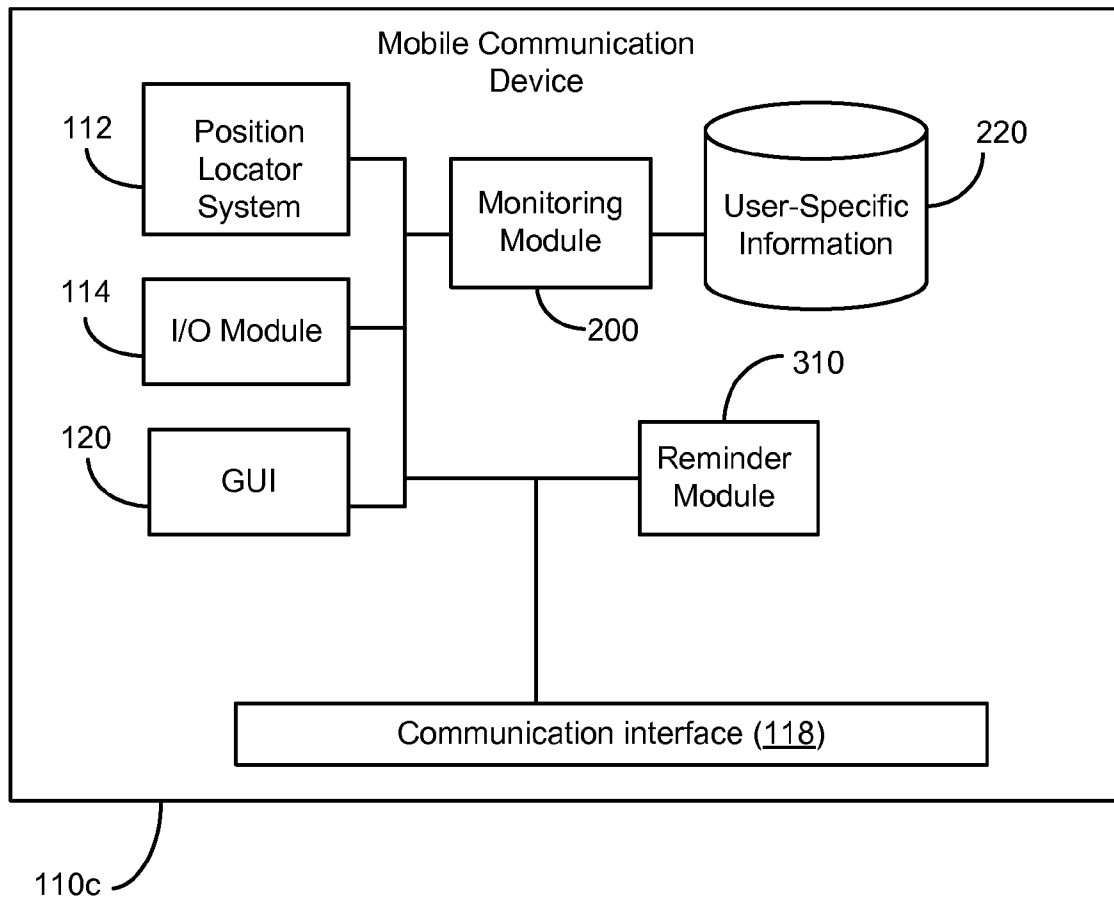 Mobile Communication
Device
112
Position
Locator
System
Monitoring
Module
200
User-Specific
Information
220
114
I/O Module
310
120
GUI
Reminder
Module
Communication interface (118)
110c